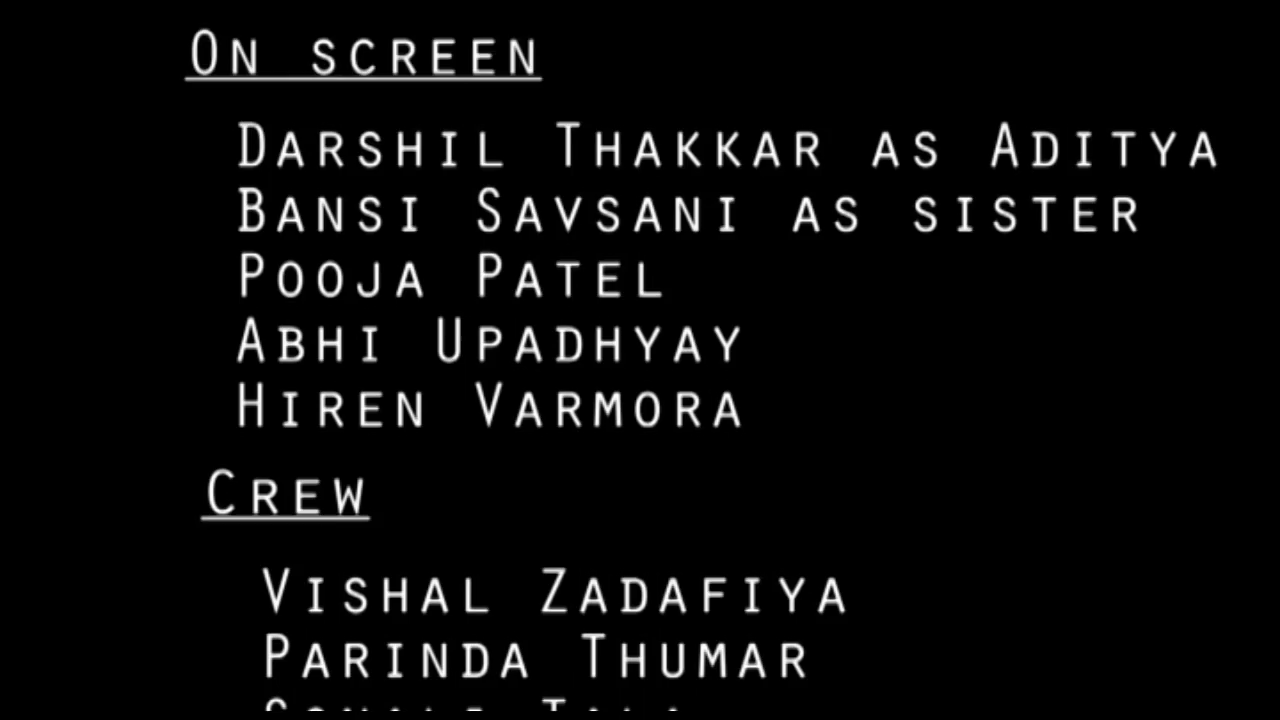 On screen
Darshil Thakkar as Aditya
Bansi Savsani as sister
Pooja Patel
Abhi Upadhyay
Hiren Varmora
Crew
Vishal Zadafiya
Parinda Thumar